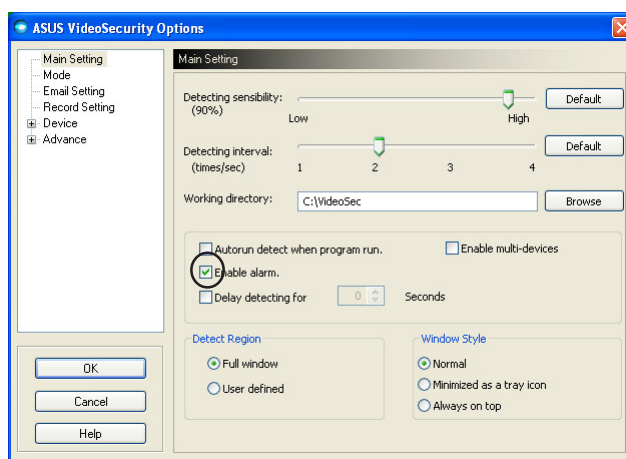 ASUS VideoSecurity Options
Main Setting
Mode
Email Setting
Record Setting
Device
Advance
OK
Cancel
Help
Main Setting
Detecting sensibility:
(90%)
Low High
Default
Detecting interval:
(times/sec)
1 2 3 4
Default
Working directory: C:\VideoSec Browse
Autorun detect when program run. Enable multi-devices
Enable alarm.
Delay detecting for 0 Seconds
Detect Region
Full window
User defined
Window Style
Normal
Minimized as a tray icon
Always on top